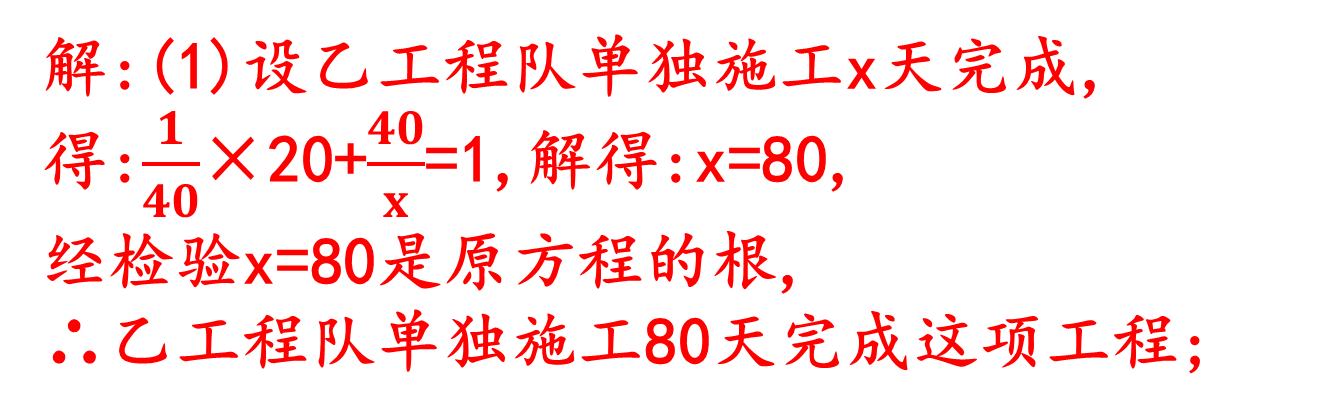 解:(1)设乙工程队单独施工x天完成,
得:1/40×20+40/x=1,解得:x=80,
经检验x=80是原方程的根,
∴乙工程队单独施工80天完成这项工程;